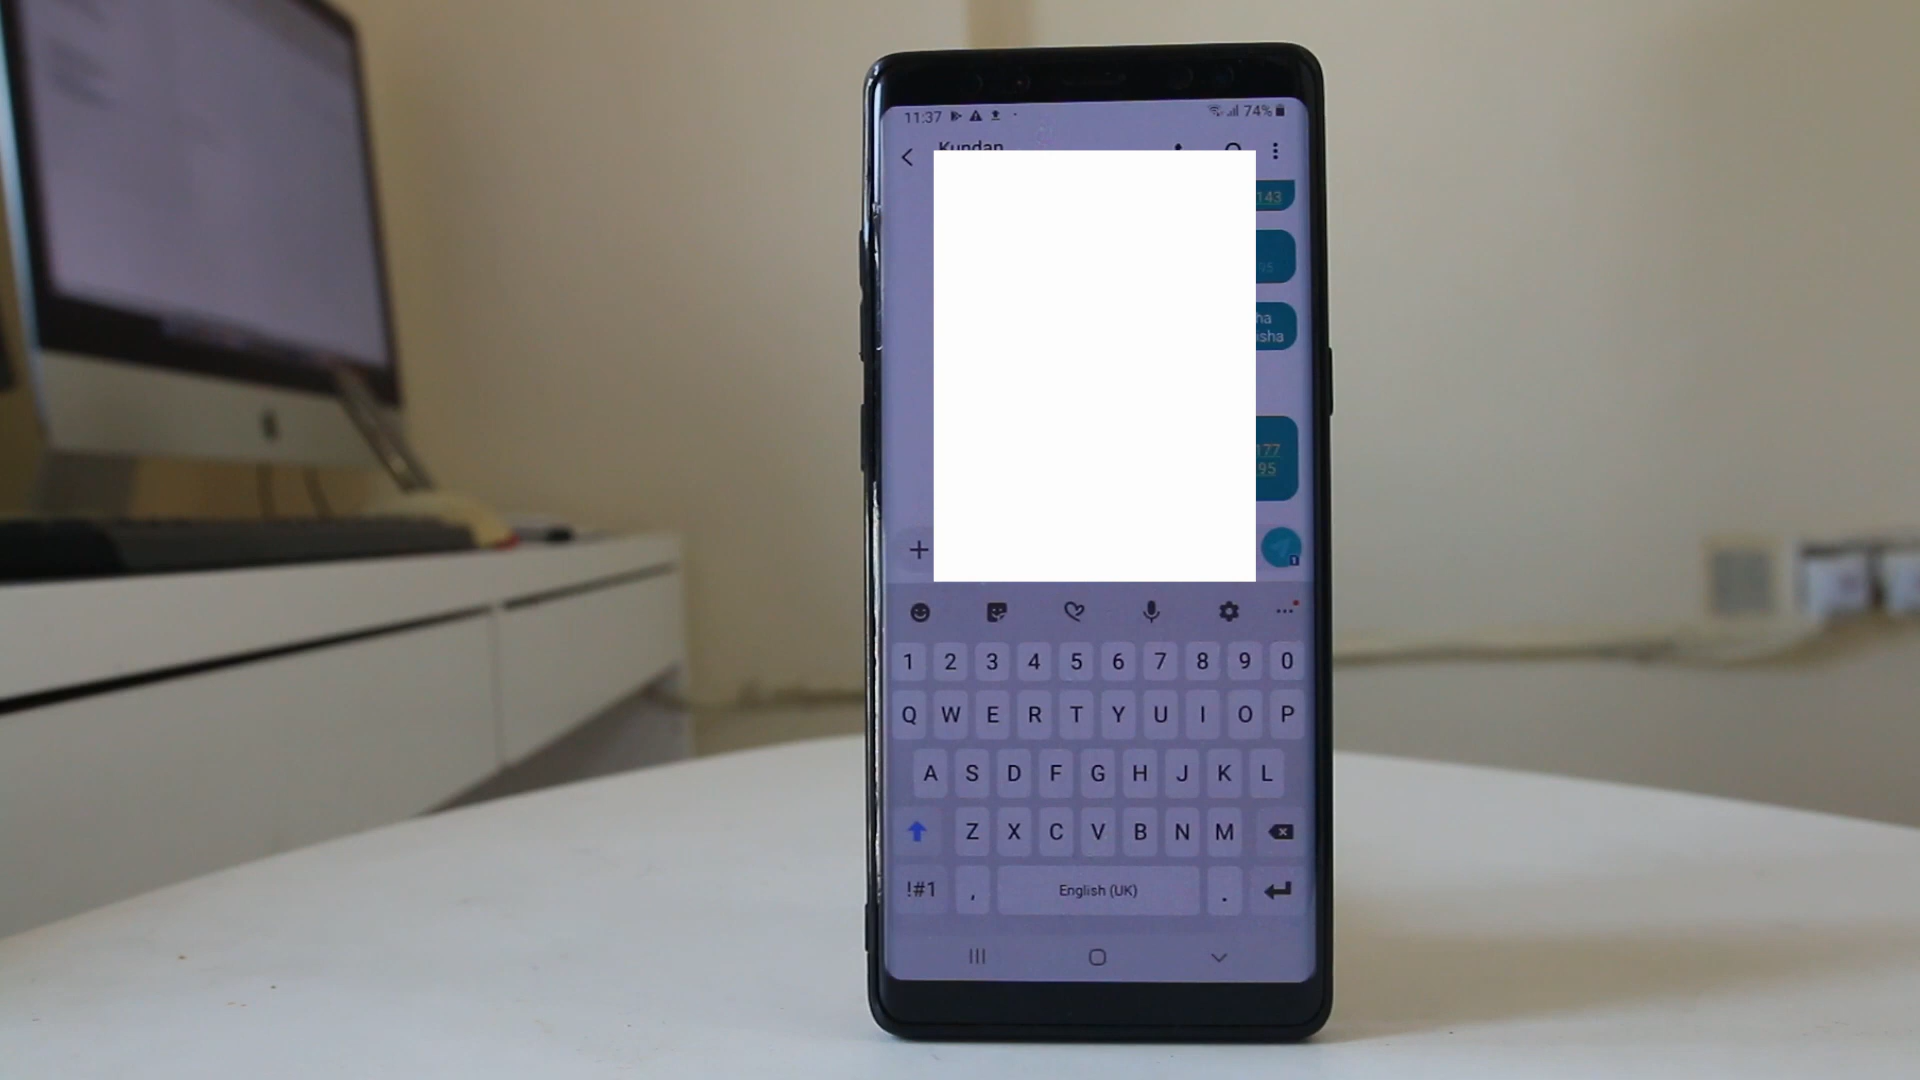 11:37 74%
Kundan
143
95
ha
sha
177
95
1 2 3 4 5 6 7 8 9 0
Q W E R T Y U I O P
A S D F G H J K L
Z X C V B N M
!#1 , English (UK) .